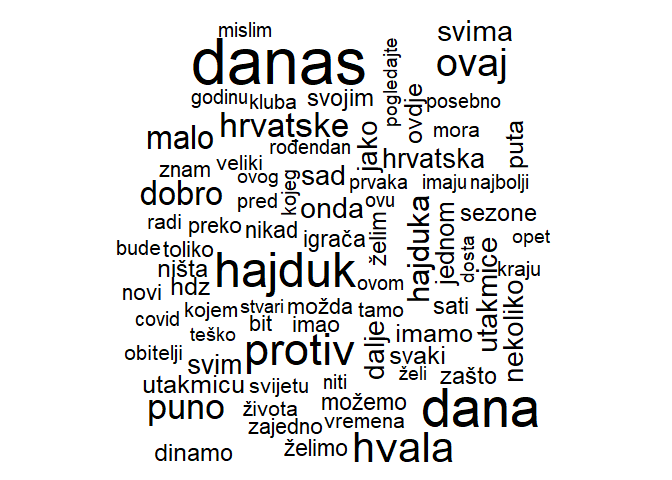 mislim
svima
danas
ovaj
pogledajte
godinu kluba svojim
ovdje
posebno
malo hrvatske
jako
mora
puta
rođendan
hrvatska
znam veliki
ovog
kojeg
sad
prvaka imaju najbolji
dobro
pred
onda
ovu
želim
hajduka
jednom
sezone
radi preko nikad
igrača
dosta
utakmice
opet
bude toliko
ništa
hajduk
ovom
kraju
novi hdz
nekoliko
kojem stvari možda tamo
sati
covid
bit imao
dalje
imamo
teško
obitelji
svim
protiv
svaki
zašto
utakmicu svijetu niti
želi
puno
života
možemo
dana
zajedno vremena
dinamo
želimo
hvala